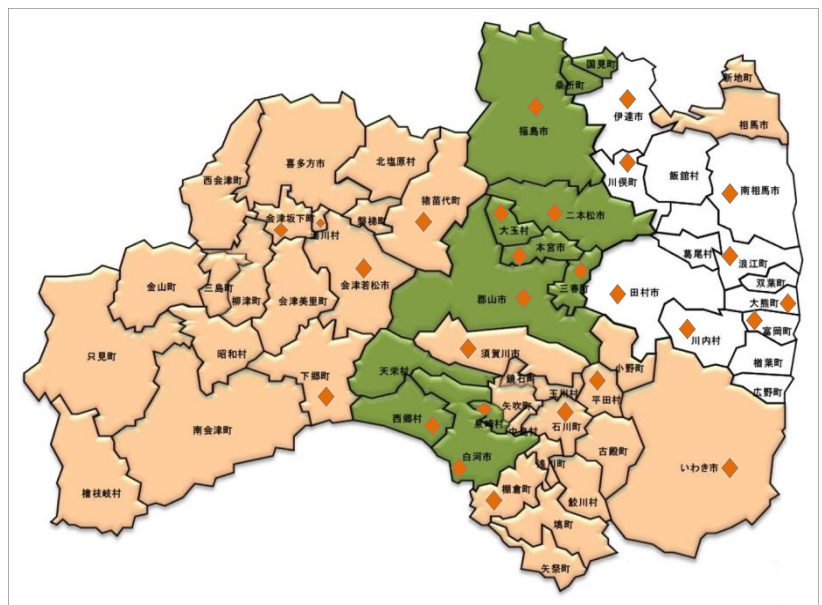 国見町
桑折町
新地町
伊達市
相馬市
福島市
喜多方市
北塩原村
西会津町
川俣町
飯舘村
南相馬市
猪苗代町
会津坂下町
磐梯町
湯川村
大玉村
二本松市
本宮市
葛尾村
浪江町
双葉町
金山町
三島町
柳津町
会津美里町
会津若松市
郡山市
三春町
田村市
大熊町
富岡町
川内村
只見町
昭和村
下郷町
須賀川市
天栄村
鏡石町
小野町
楢葉町
広野町
玉川村
平田村
矢吹町
石川町
南会津町
西郷村
泉崎村
中島村
古殿町
白河市
浅川町
いわき市
檜枝岐村
棚倉町
鮫川村
塙町
矢祭町